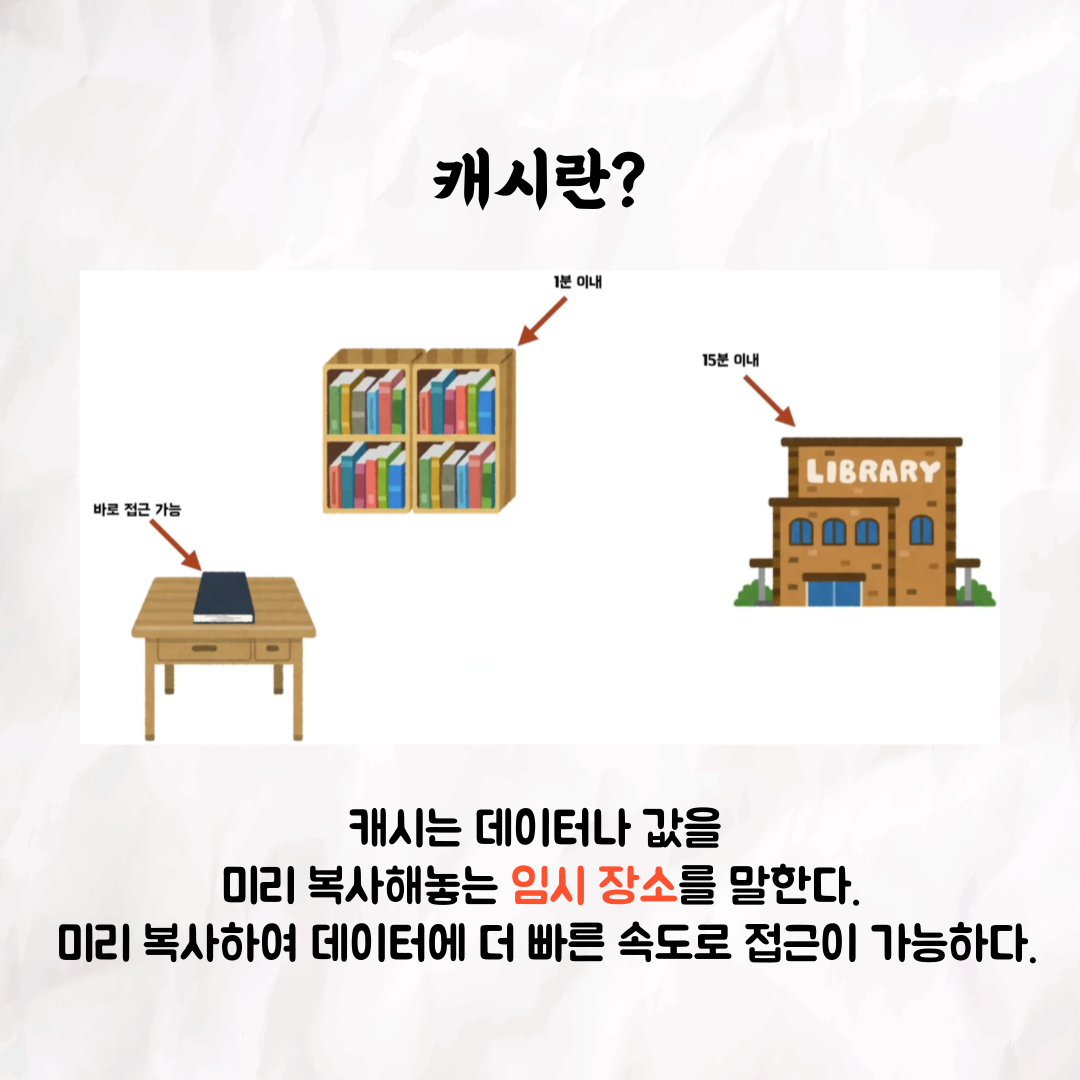 캐시란?
1분 이내
15분 이내
LIBRARY
바로 접근 가능
캐시는 데이터나 값을
미리 복사해놓는 임시 장소를 말한다.
미리 복사하여 데이터에 더 빠른 속도로 접근이 가능하다.